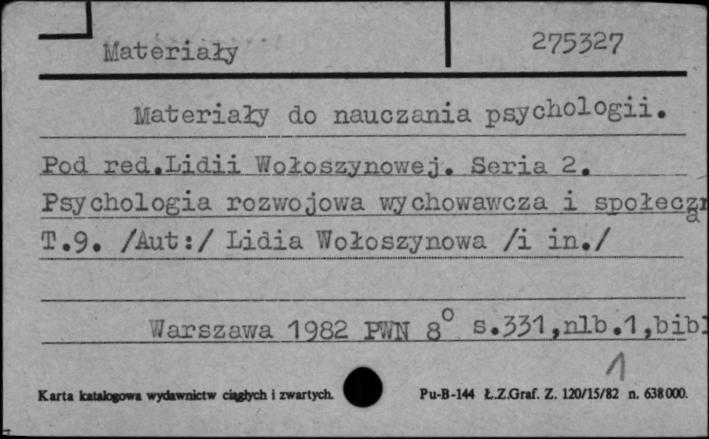 Materiały 275327
Materiały do nauczania psychologii.
Pod red.Lidii Wołoszynowej. Seria 2.
Psychologia rozwojowa wychowawcza i społeczn
a
T.9. /Aut:/ Lidia Wołoszynowa /i in./
Warszawa 1982 PWN 8° s.331,nlb.1,bibl
1
Karta katalogowa wydawnictw ciągłych i zwartych. Pu-B-144 Ł.Z.Graf. Z. 120/15/82 n. 638000.